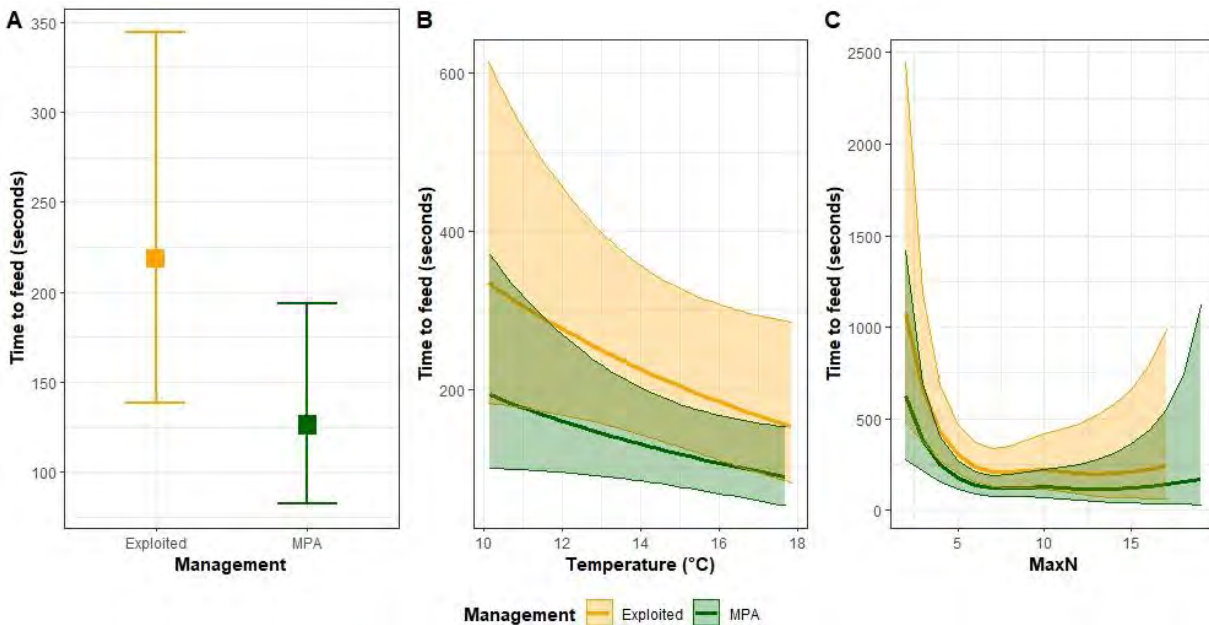 A
Time to feed (seconds)
350
300
250
200
150
100
Exploited
MPA
Management
B
Time to feed (seconds)
600
400
200
10
12
14
16
18
Temperature (°C)
C
Time to feed (seconds)
2500
2000
1500
1000
500
0
5
10
15
MaxN
Management
Exploited
MPA